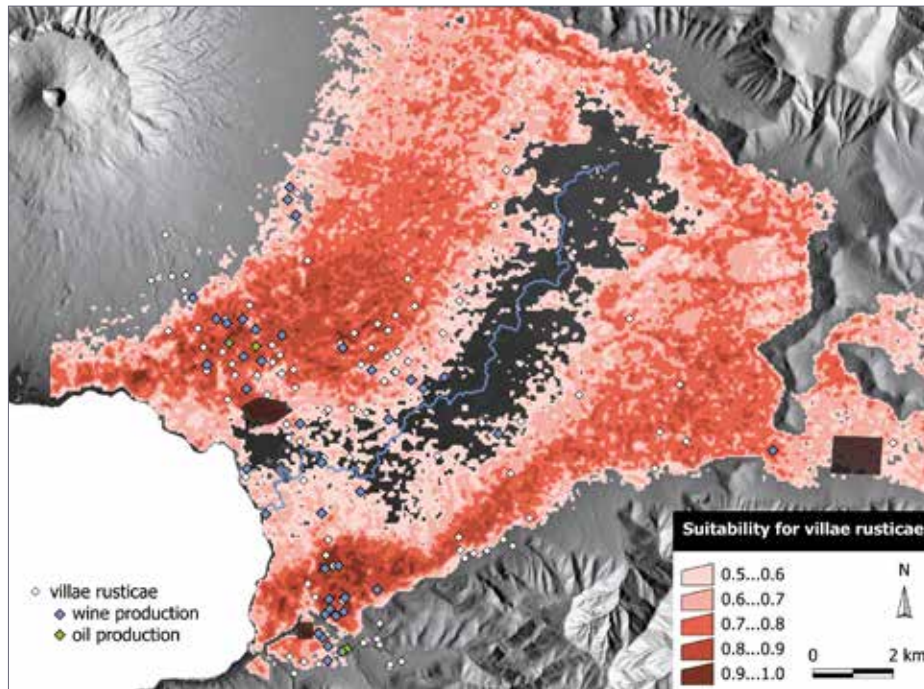 villae rusticae
wine production
oil production
Suitability for villae rusticae
0.5...0.6
0.6...0.7
0.7...0.8
0.8...0.9
0.9...1.0
N
0 2 km